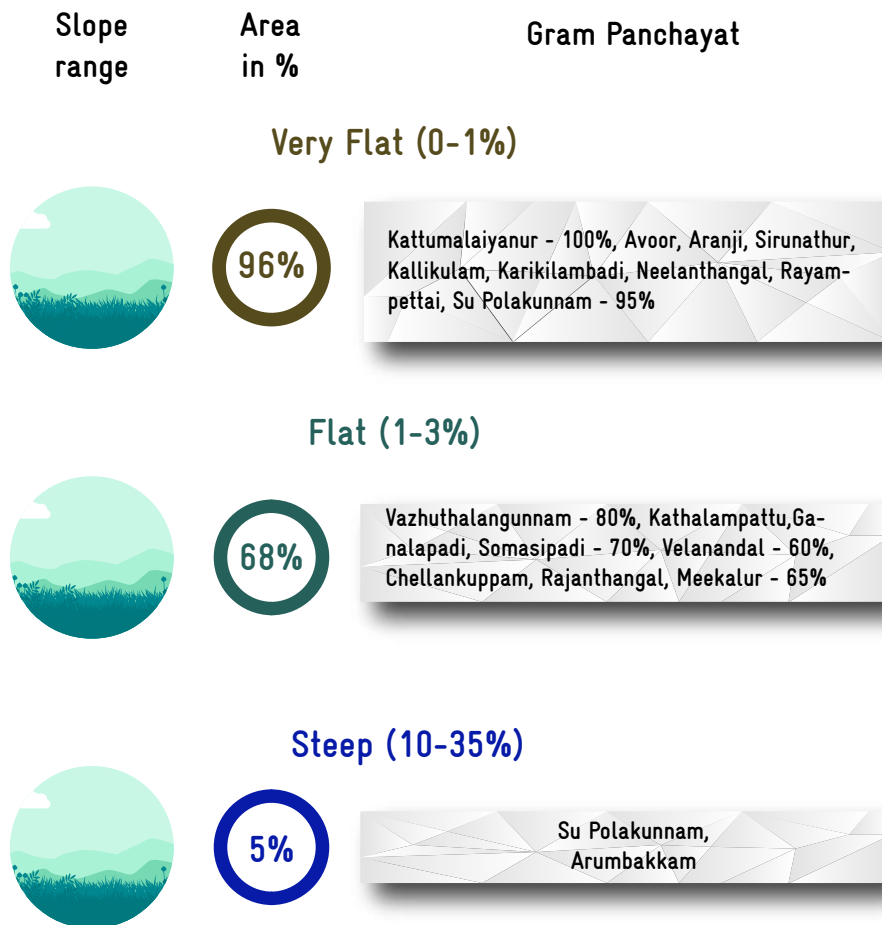 Slope
range
Area
in %
Gram Panchayat
Very Flat (0-1%)
96%
Kattumalaiyanur - 100%, Avoor, Aranji, Sirunathur,
Kallikulam, Karikilambadi, Neelanthangal, Rayam-
pettai, Su Polakunnam - 95%
Flat (1-3%)
68%
Vazhuthalangunnam - 80%, Kathalampattu,Ga-
nalapadi, Somasipadi - 70%, Velanandal - 60%,
Chellankuppam, Rajanthangal, Meekalur - 65%
Steep (10-35%)
5%
Su Polakunnam,
Arumbakkam